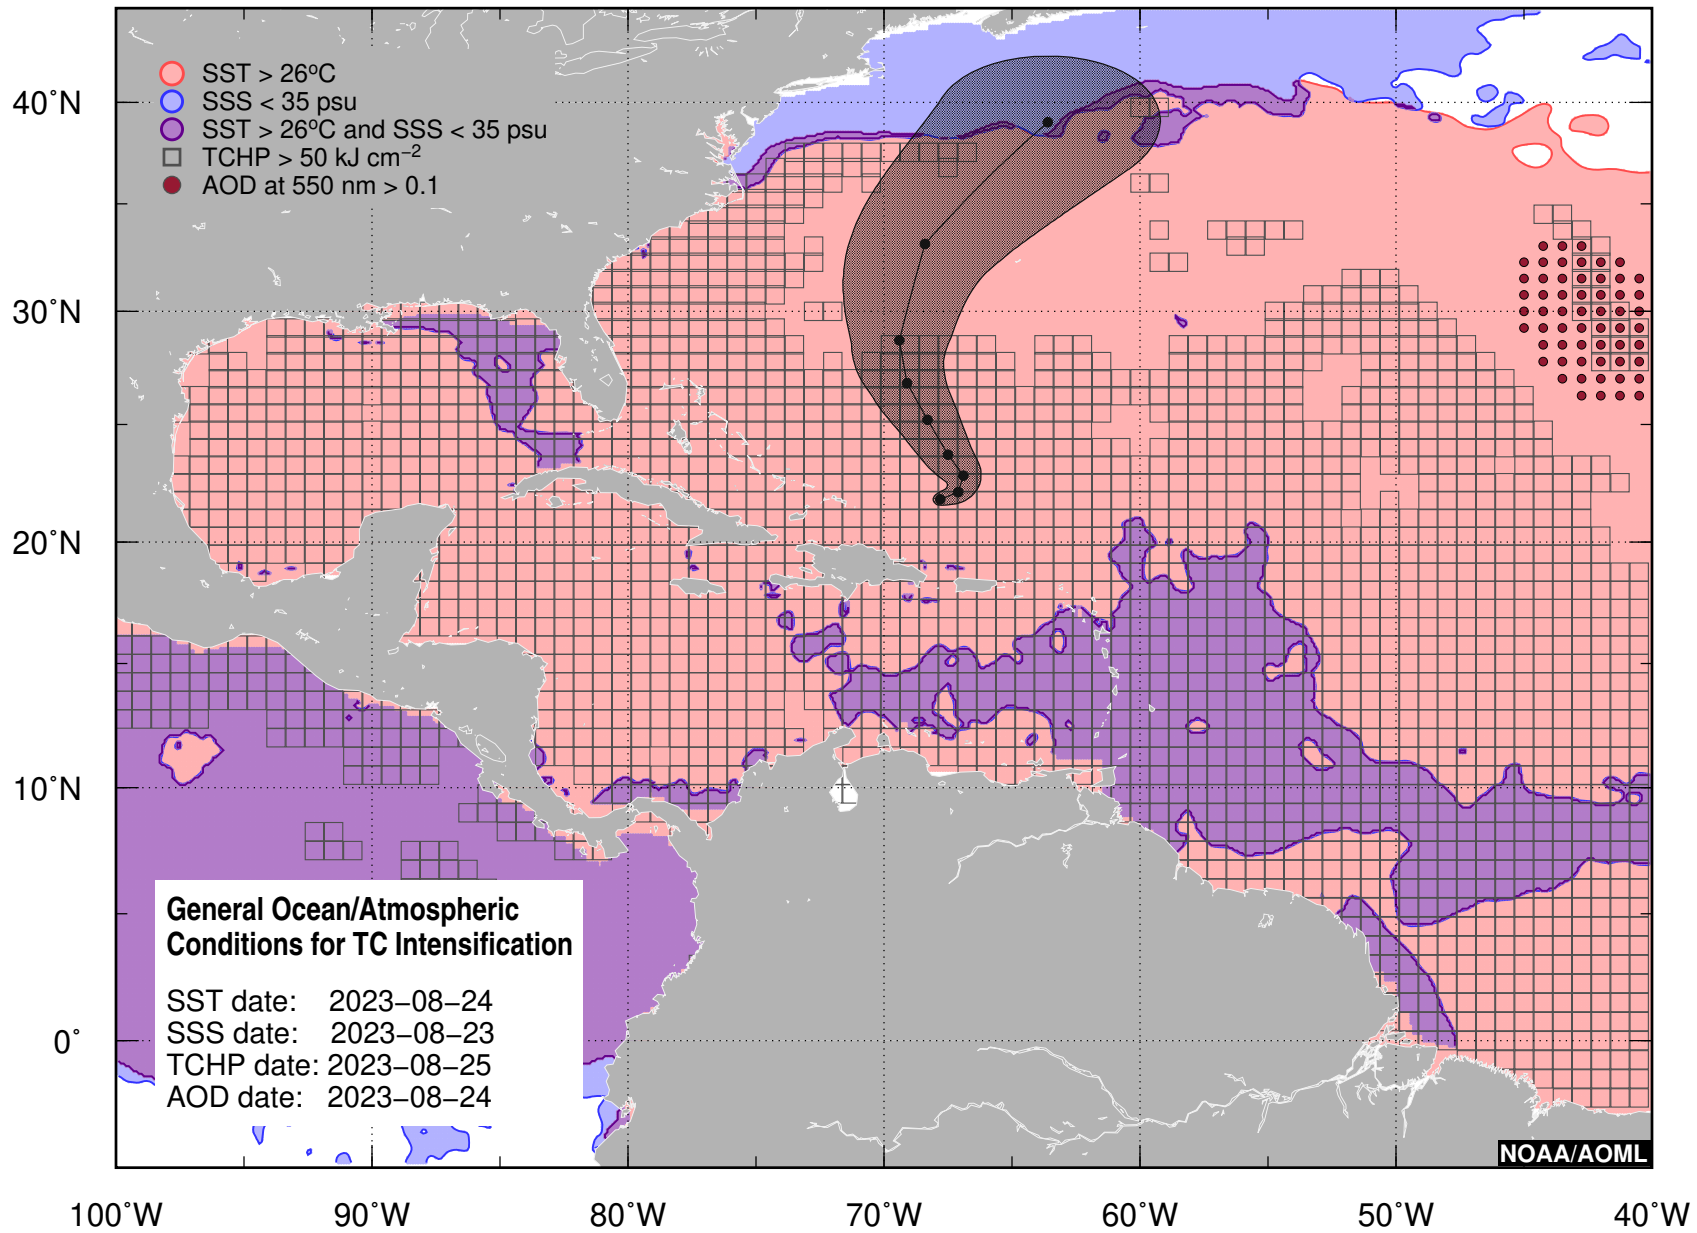 SST > 26°C
SSS < 35 psu
SST > 26°C and SSS < 35 psu
TCHP > 50 kJ cm⁻²
AOD at 550 nm > 0.1
40°N
30°N
20°N
10°N
0°
General Ocean/Atmospheric
Conditions for TC Intensification
SST date: 2023−08−24
SSS date: 2023−08−23
TCHP date: 2023−08−25
AOD date: 2023−08−24
NOAA/AOML
100°W 90°W 80°W 70°W 60°W 50°W 40°W